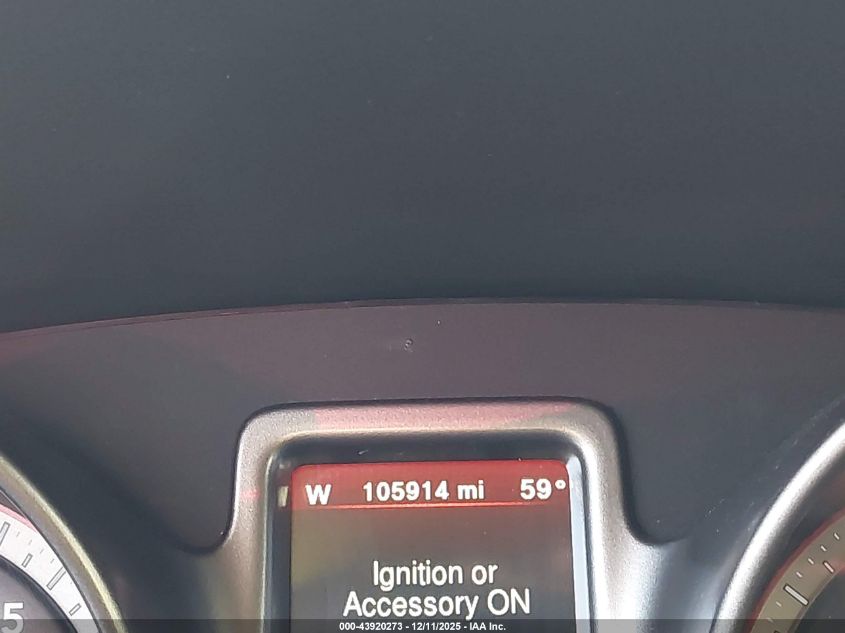 W 105914 mi 59°
Ignition or
Accessory ON
5
000-43920273 - 12/11/2025 - IAA Inc.